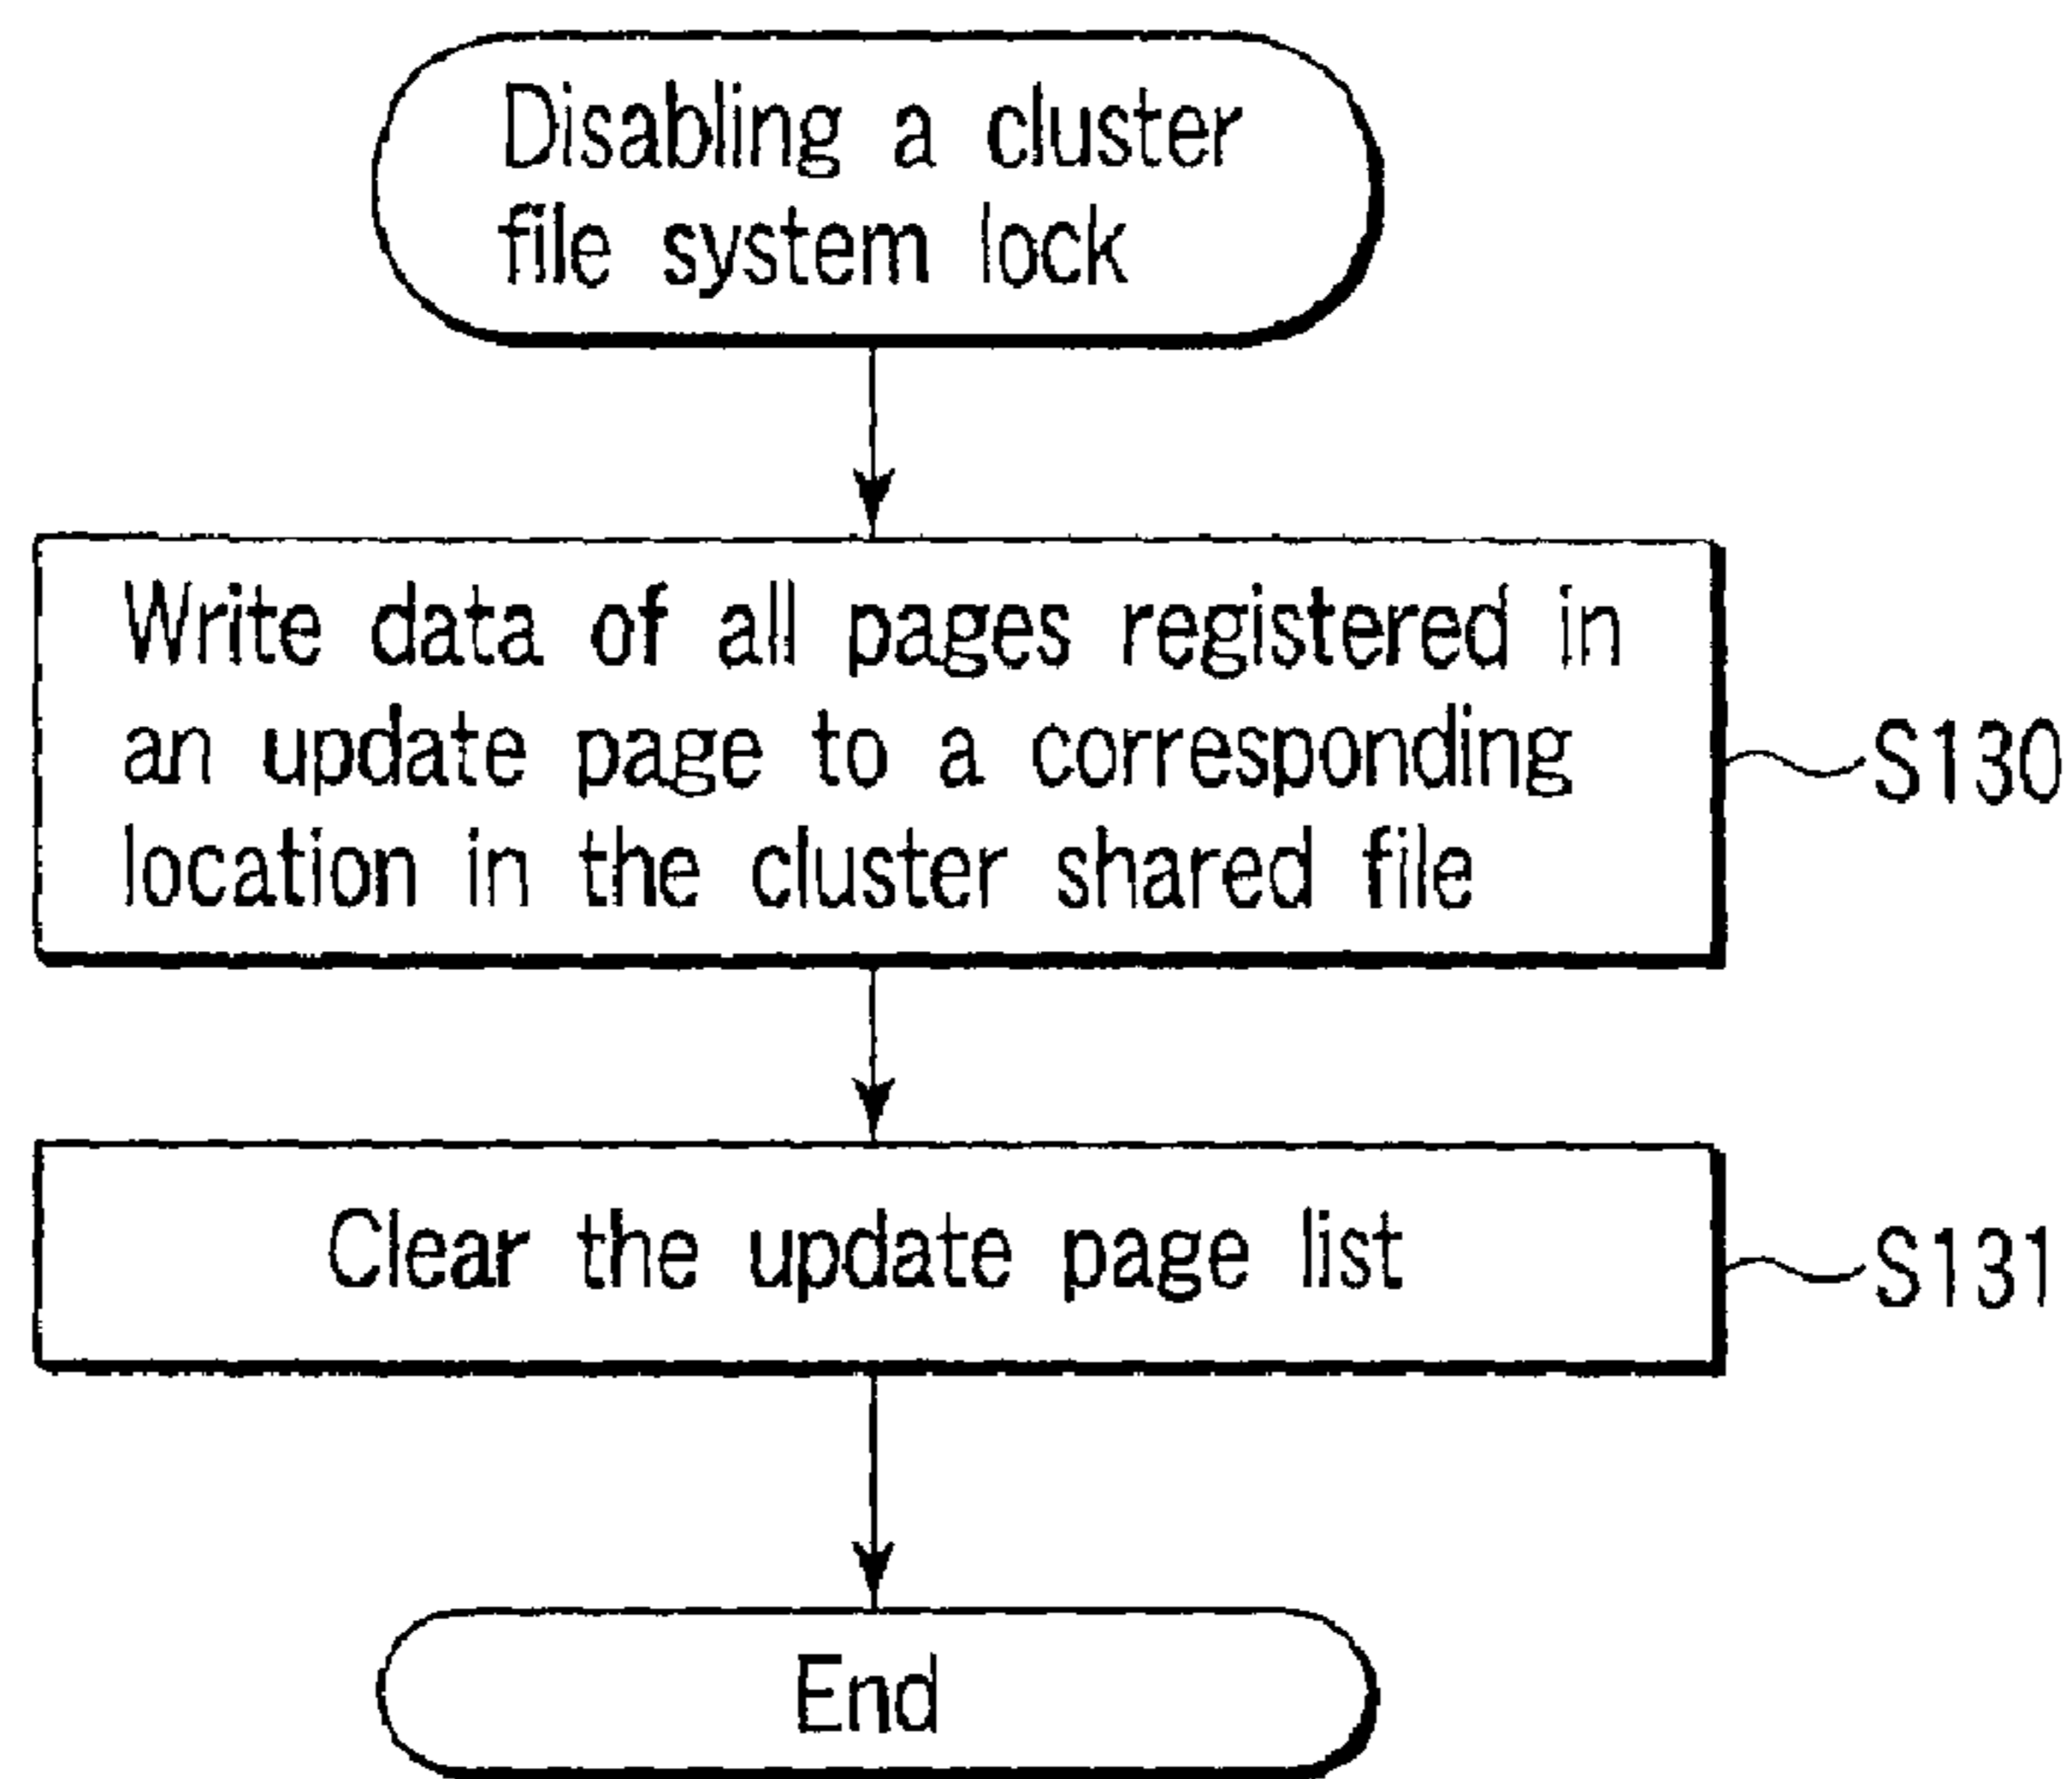 Disabling a cluster
file system lock
Write data of all pages registered in
an update page to a corresponding
location in the cluster shared file
S130
Clear the update page list
S131
End